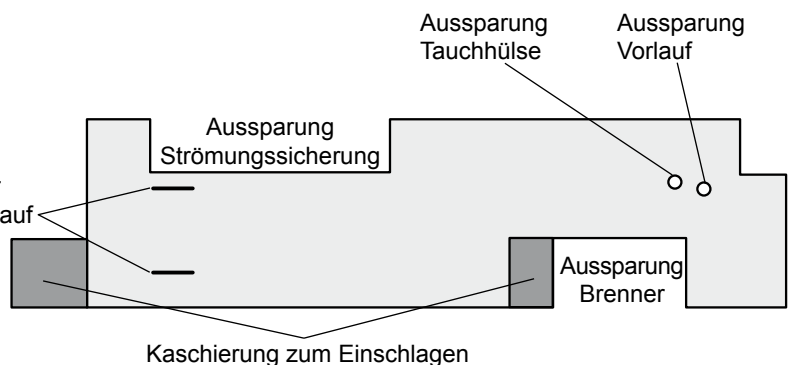 Aussparung
Tauchhülse
Aussparung
Vorlauf
Aussparung
Strömungssicherung
auf
Aussparung
Brenner
Kaschierung zum Einschlagen